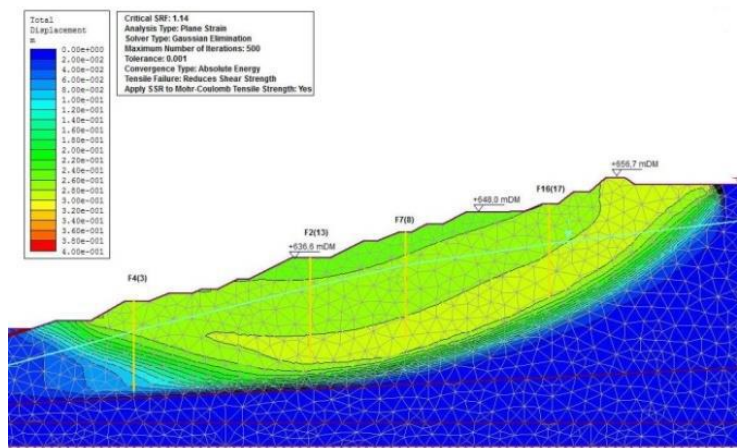 Total
Displacement
m
0.00e+000
2.00e-002
4.00e-002
6.00e-002
8.00e-002
1.00e-001
1.20e-001
1.40e-001
1.60e-001
1.80e-001
2.00e-001
2.20e-001
2.40e-001
2.60e-001
2.80e-001
3.00e-001
3.20e-001
3.40e-001
3.60e-001
3.80e-001
4.00e-001
Critical SRF: 1.14
Analysis Type: Plane Strain
Solver Type: Gaussian Elimination
Maximum Number of Iterations: 500
Tolerance: 0.001
Convergence Type: Absolute Energy
Tensile Failure: Reduces Shear Strength
Apply SSR to Mohr-Coulomb Tensile Strength: Yes
+656,7 mDM
F16(17)
+648,0 mDM
F7(8)
F2(13)
+636,6 mDM
F4(3)